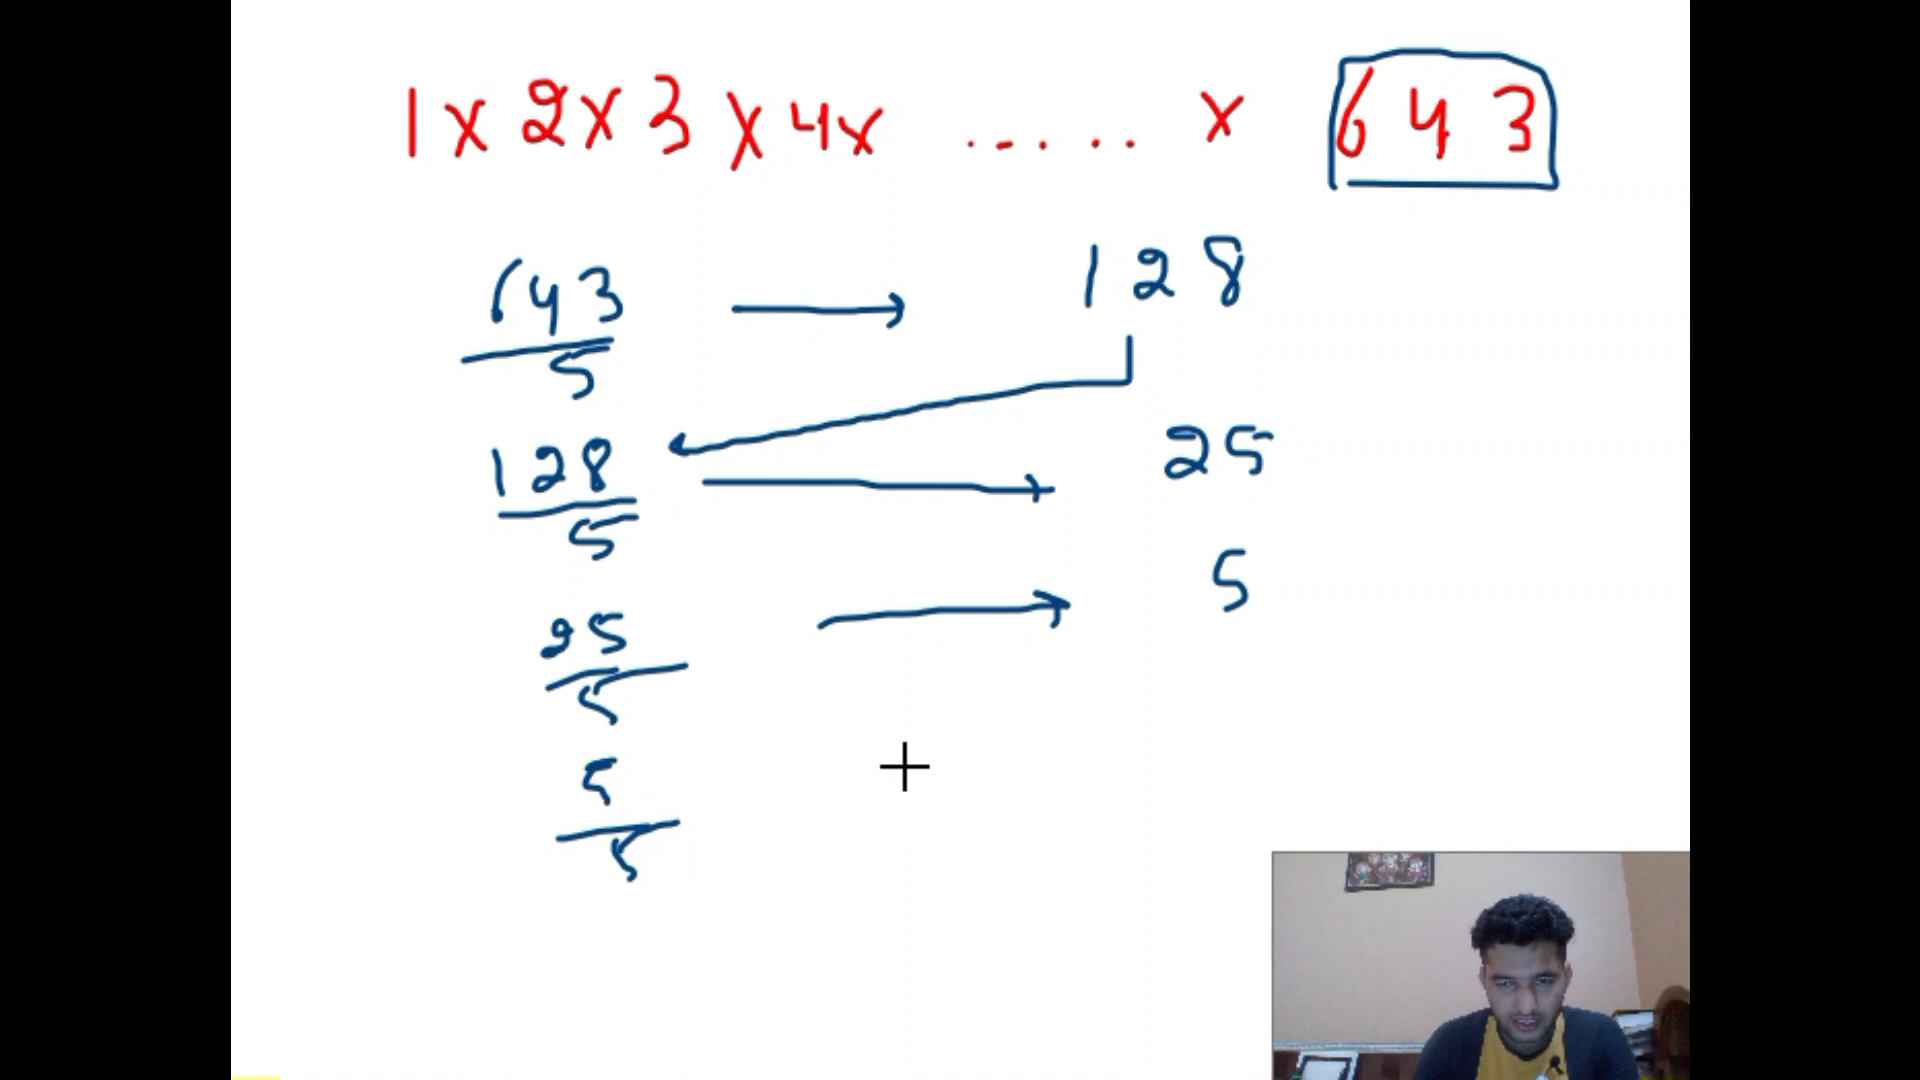 1 x 2 x 3 x 4 x ..... x 643
643/5 → 128
128/5 → 25
25/5 → 5
5/5